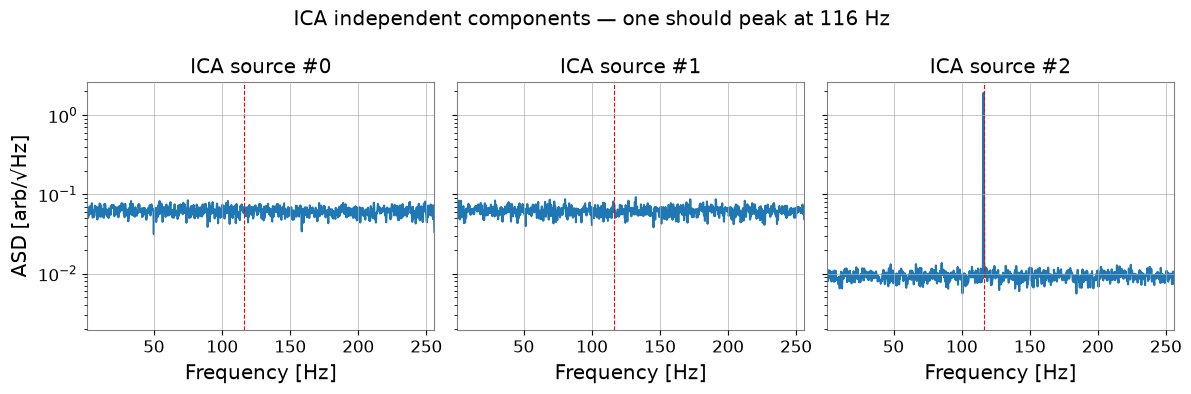 ICA independent components — one should peak at 116 Hz
ICA source #0
ICA source #1
ICA source #2
ASD [arb/√Hz]
10⁰
10⁻¹
10⁻²
50 100 150 200 250
50 100 150 200 250
50 100 150 200 250
Frequency [Hz]
Frequency [Hz]
Frequency [Hz]